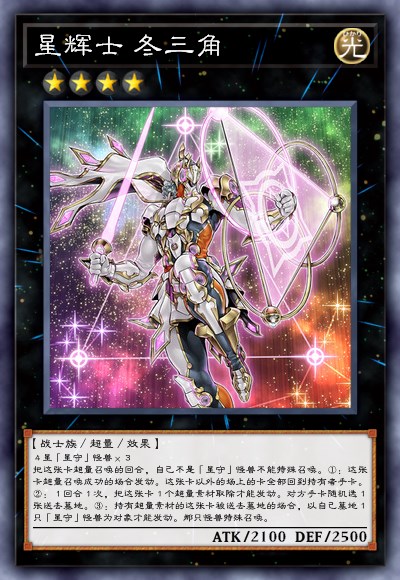 星辉士 冬三角
光
ひかり
【战士族／超量／效果】
4星「星守」怪兽×3
把这张卡超量召唤的回合，自己不是「星守」怪兽不能特殊召唤。①：这张
卡超量召唤成功的场合发动。这张卡以外的场上的卡全部回到持有者手卡。
②：1回合1次，把这张卡1个超量素材取除才能发动。对方手卡随机选1
张送去墓地。③：持有超量素材的这张卡被送去墓地的场合，以自己墓地1
只「星守」怪兽为对象才能发动。那只怪兽特殊召唤。
ATK/2100 DEF/2500